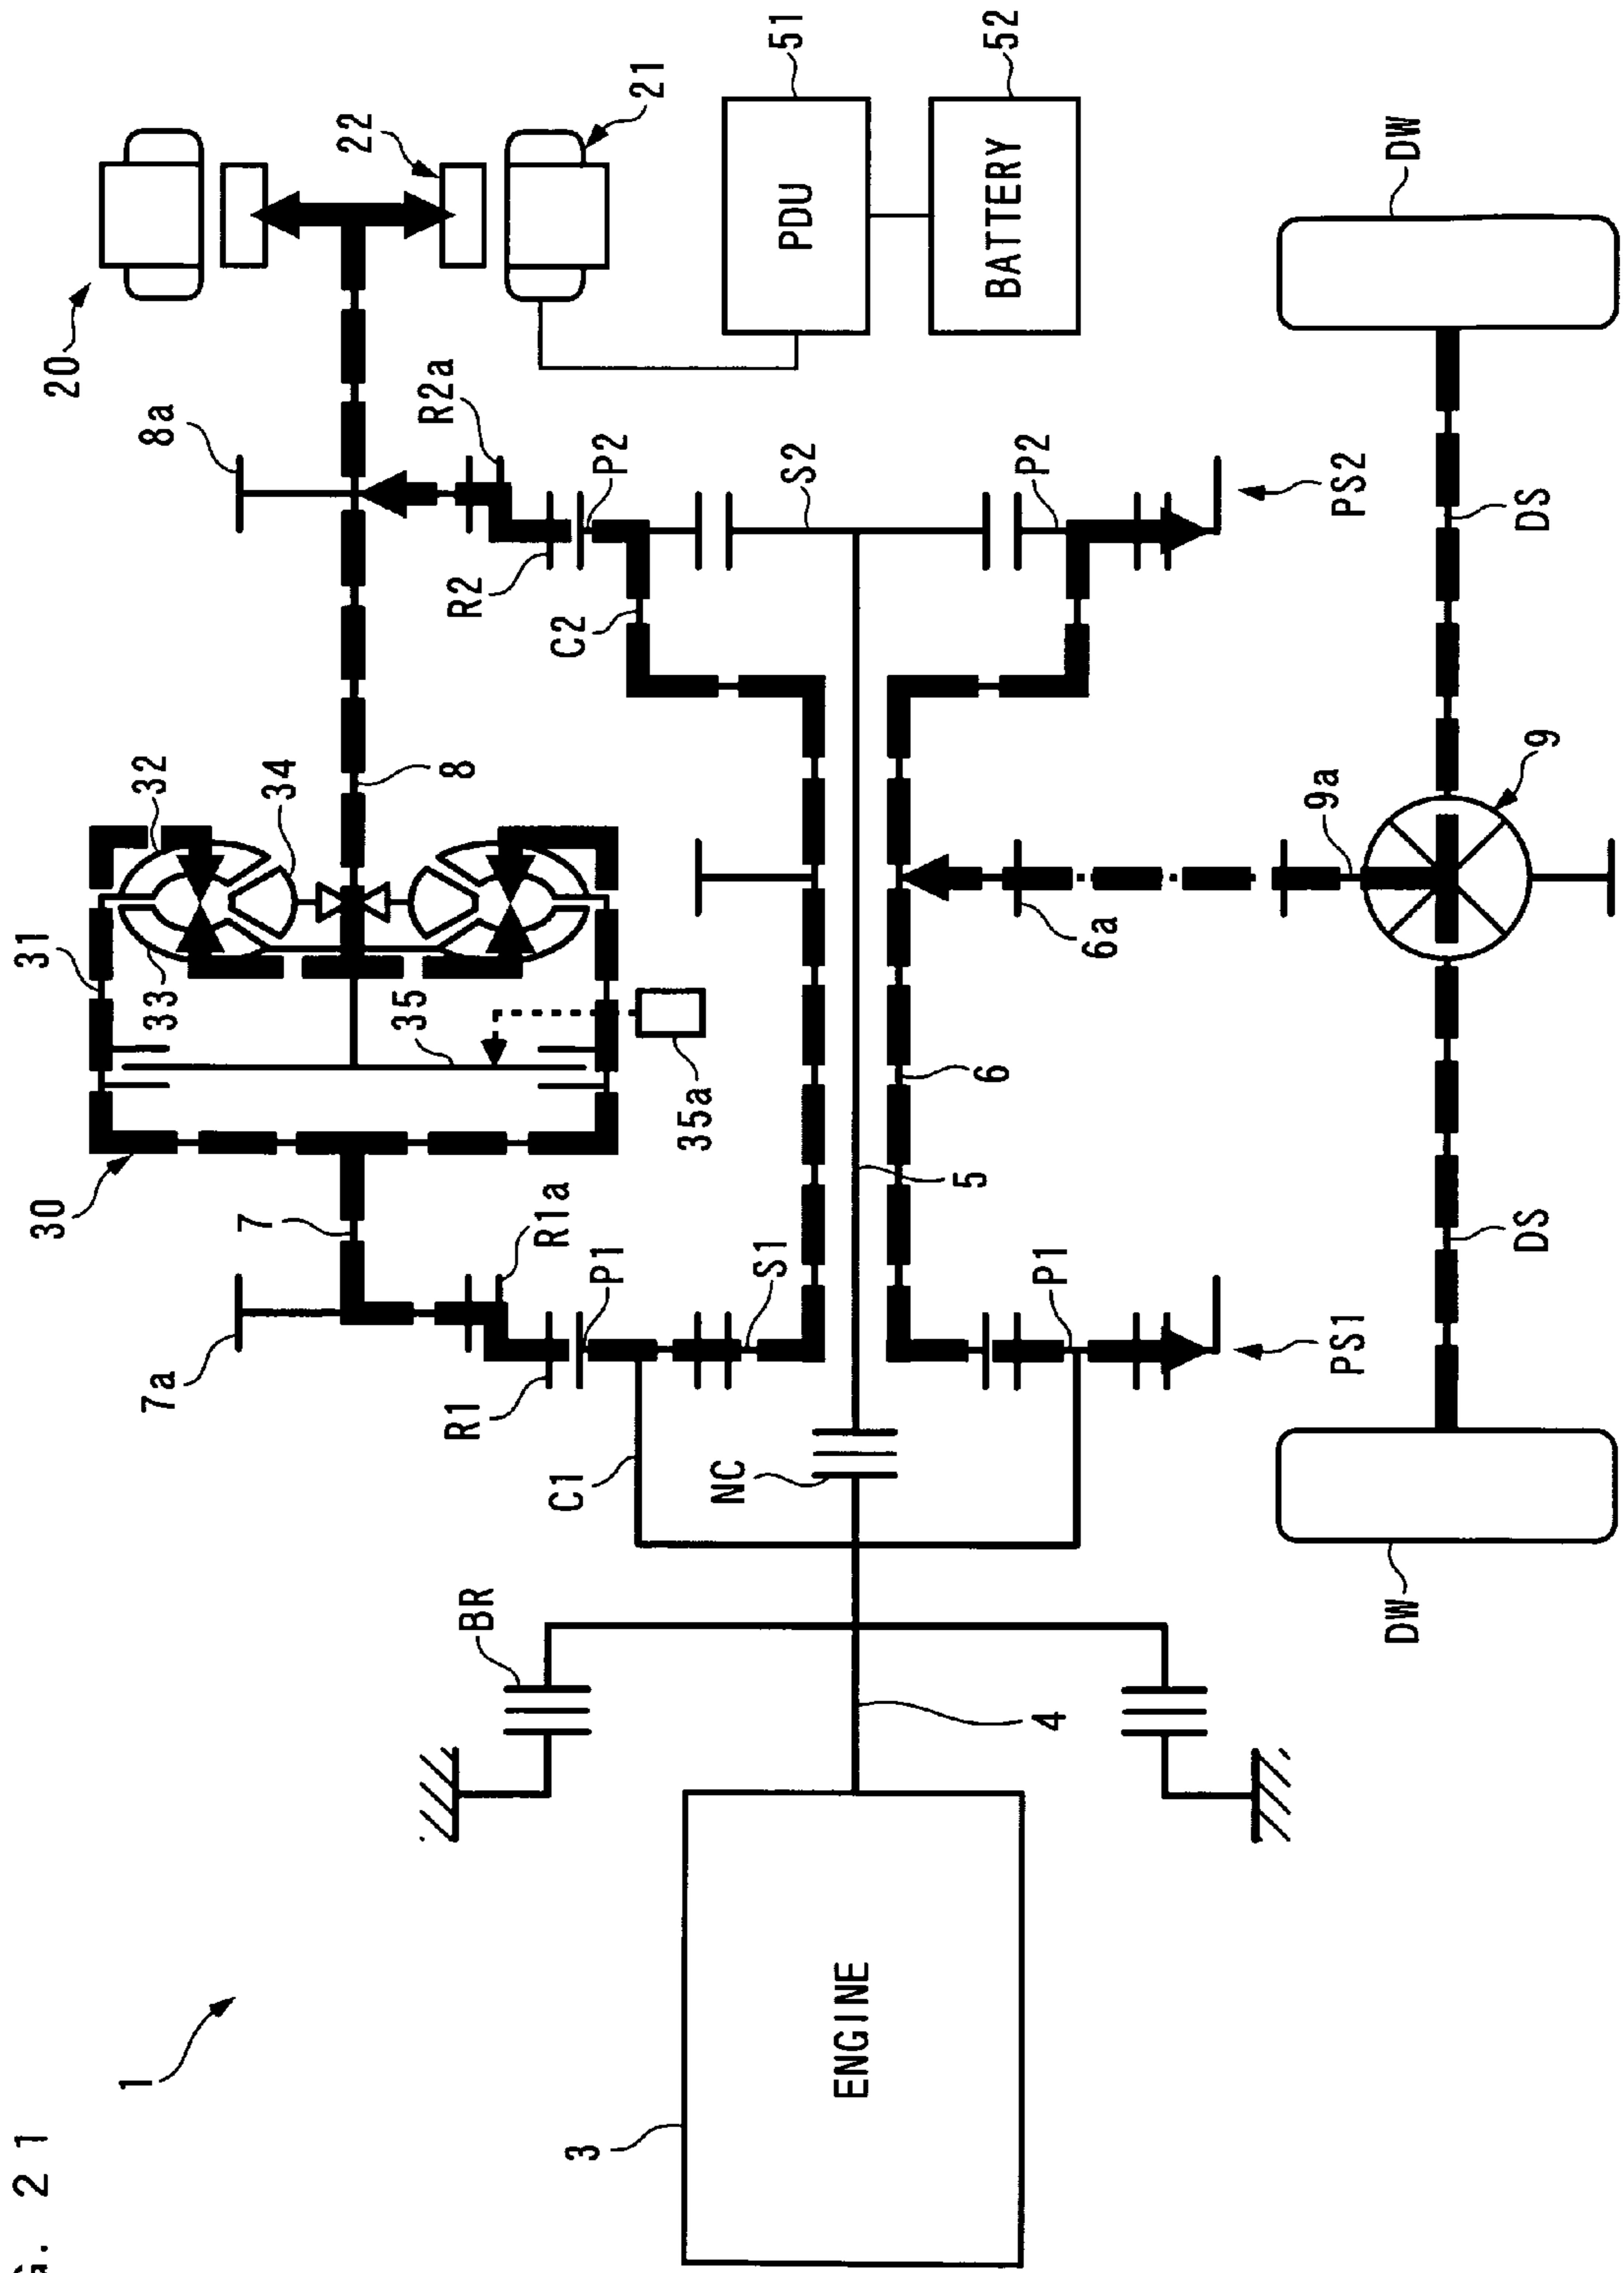 G. 21
1
20
22
21
51
52
PDU
BATTERY
8a
R2a
R2
P2
C2
S2
P2
PS2
DW
DS
32
34
8
31
33
35
35a
30
7
7a
R1a
R1
P1
S1
C1
NC
5
6
6a
9a
9
P1
PS1
DS
DW
BR
4
3
ENGINE